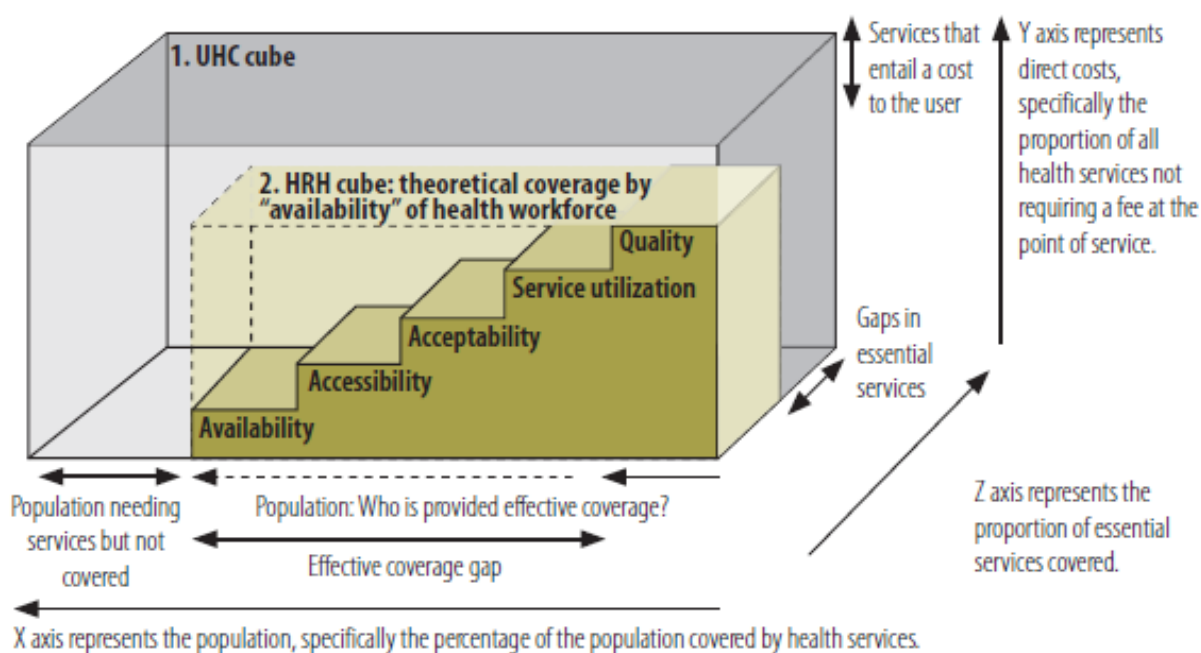 1. UHC cube
2. HRH cube: theoretical coverage by
“availability” of health workforce
Quality
Service utilization
Acceptability
Accessibility
Availability
Services that
entail a cost
to the user
Y axis represents
direct costs,
specifically the
proportion of all
health services not
requiring a fee at the
point of service.
Gaps in
essential
services
Z axis represents the
proportion of essential
services covered.
Population needing
services but not
covered
Population: Who is provided effective coverage?
Effective coverage gap
X axis represents the population, specifically the percentage of the population covered by health services.